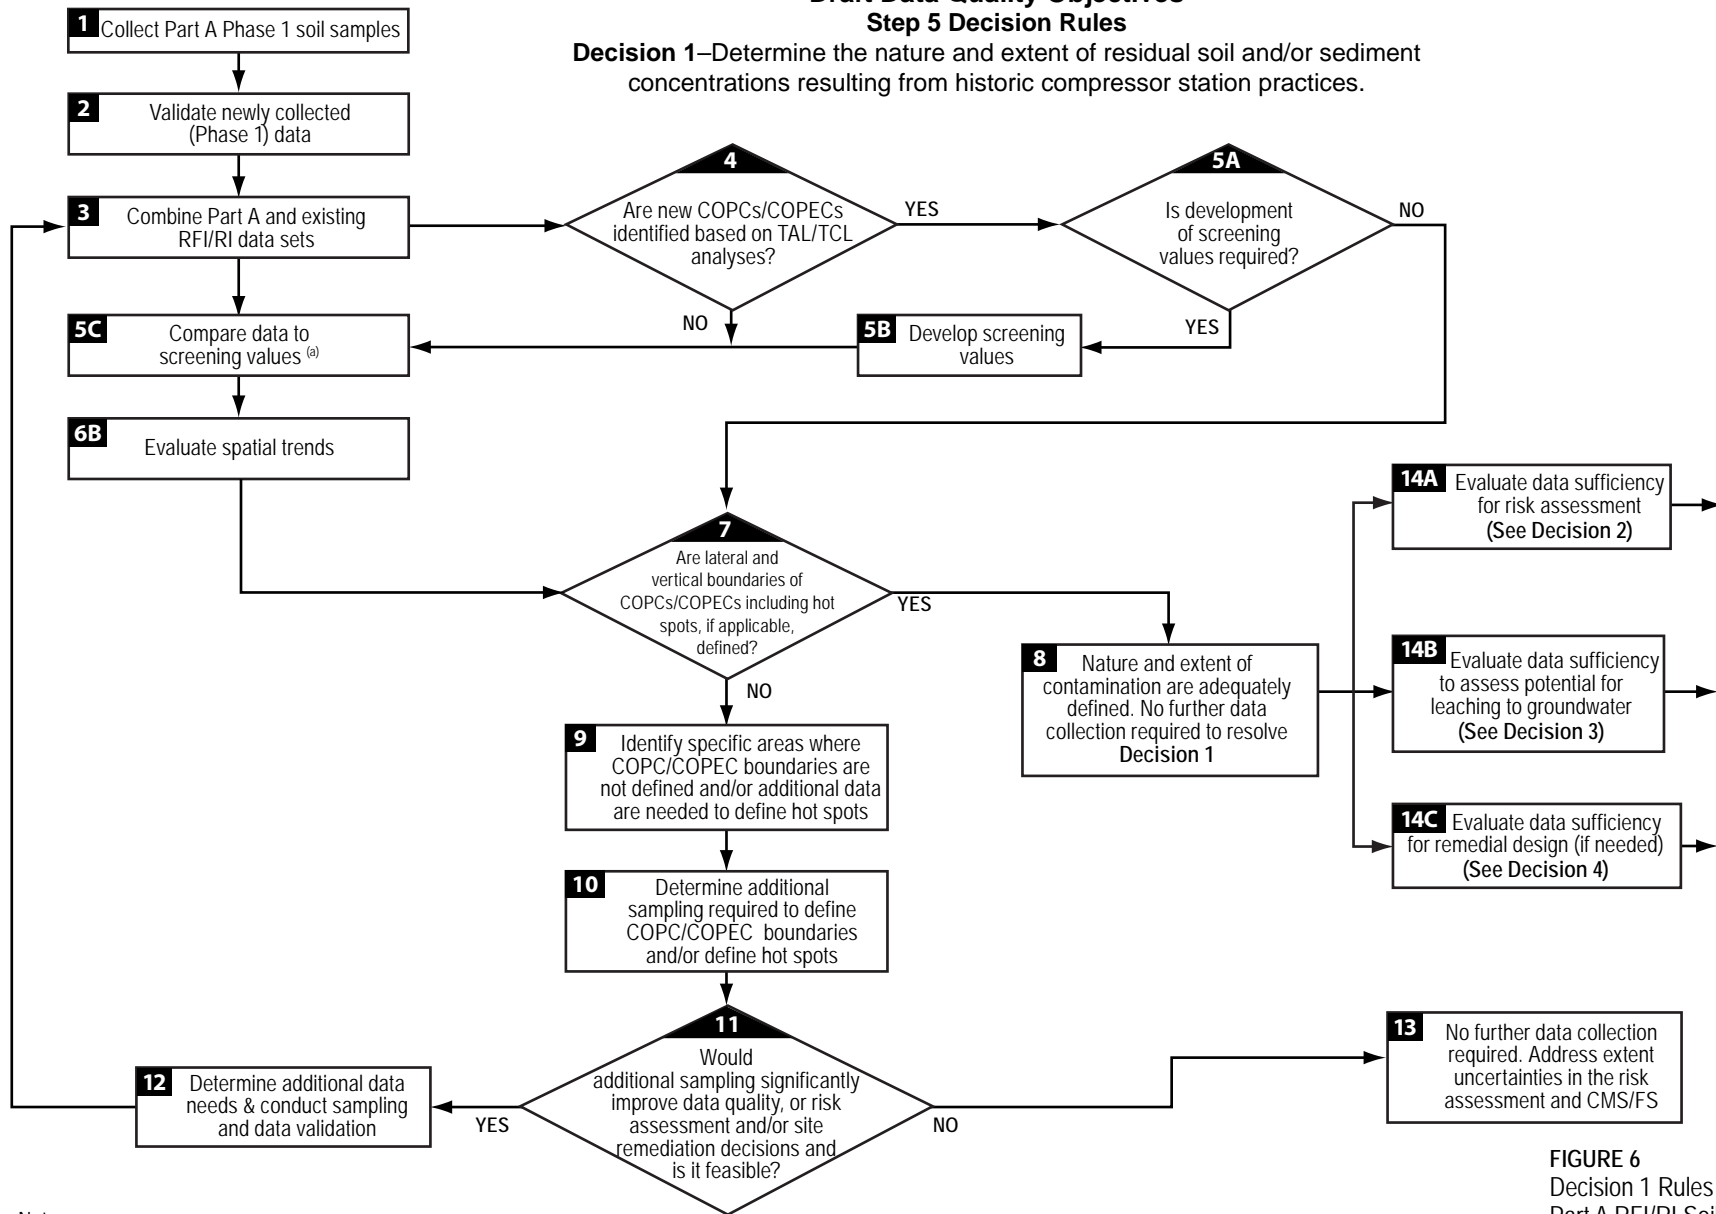 Draft Data Quality Objectives
Step 5 Decision Rules
Decision 1–Determine the nature and extent of residual soil and/or sediment
concentrations resulting from historic compressor station practices.
1
Collect Part A Phase 1 soil samples
2
Validate newly collected
(Phase 1) data
3
Combine Part A and existing
RFI/RI data sets
4
Are new COPCs/COPECs
identified based on TAL/TCL
analyses?
YES
NO
5A
Is development
of screening
values required?
NO
YES
5B
Develop screening
values
5C
Compare data to
screening values (a)
6B
Evaluate spatial trends
7
Are lateral and
vertical boundaries of
COPCs/COPECs including hot
spots, if applicable,
defined?
YES
NO
8
Nature and extent of
contamination are adequately
defined. No further data
collection required to resolve
Decision 1
14A
Evaluate data sufficiency
for risk assessment
(See Decision 2)
14B
Evaluate data sufficiency
to assess potential for
leaching to groundwater
(See Decision 3)
14C
Evaluate data sufficiency
for remedial design (if needed)
(See Decision 4)
9
Identify specific areas where
COPC/COPEC boundaries are
not defined and/or additional data
are needed to define hot spots
10
Determine additional
sampling required to define
COPC/COPEC boundaries
and/or define hot spots
11
Would
additional sampling significantly
improve data quality, or risk
assessment and/or site
remediation decisions and
is it feasible?
YES
NO
12
Determine additional data
needs & conduct sampling
and data validation
13
No further data collection
required. Address extent
uncertainties in the risk
assessment and CMS/FS
FIGURE 6
Decision 1 Rules
Part A RFI/RI Soil